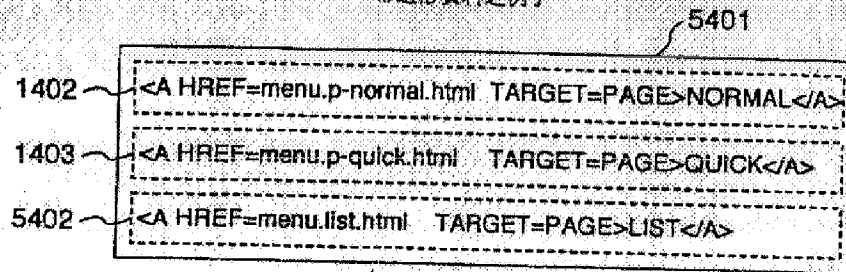 5401
1402 <A HREF=menu.p-normal.html TARGET=PAGE>NORMAL</A>
1403 <A HREF=menu.p-quick.html TARGET=PAGE>QUICK</A>
5402 <A HREF=menu.list.html TARGET=PAGE>LIST</A>